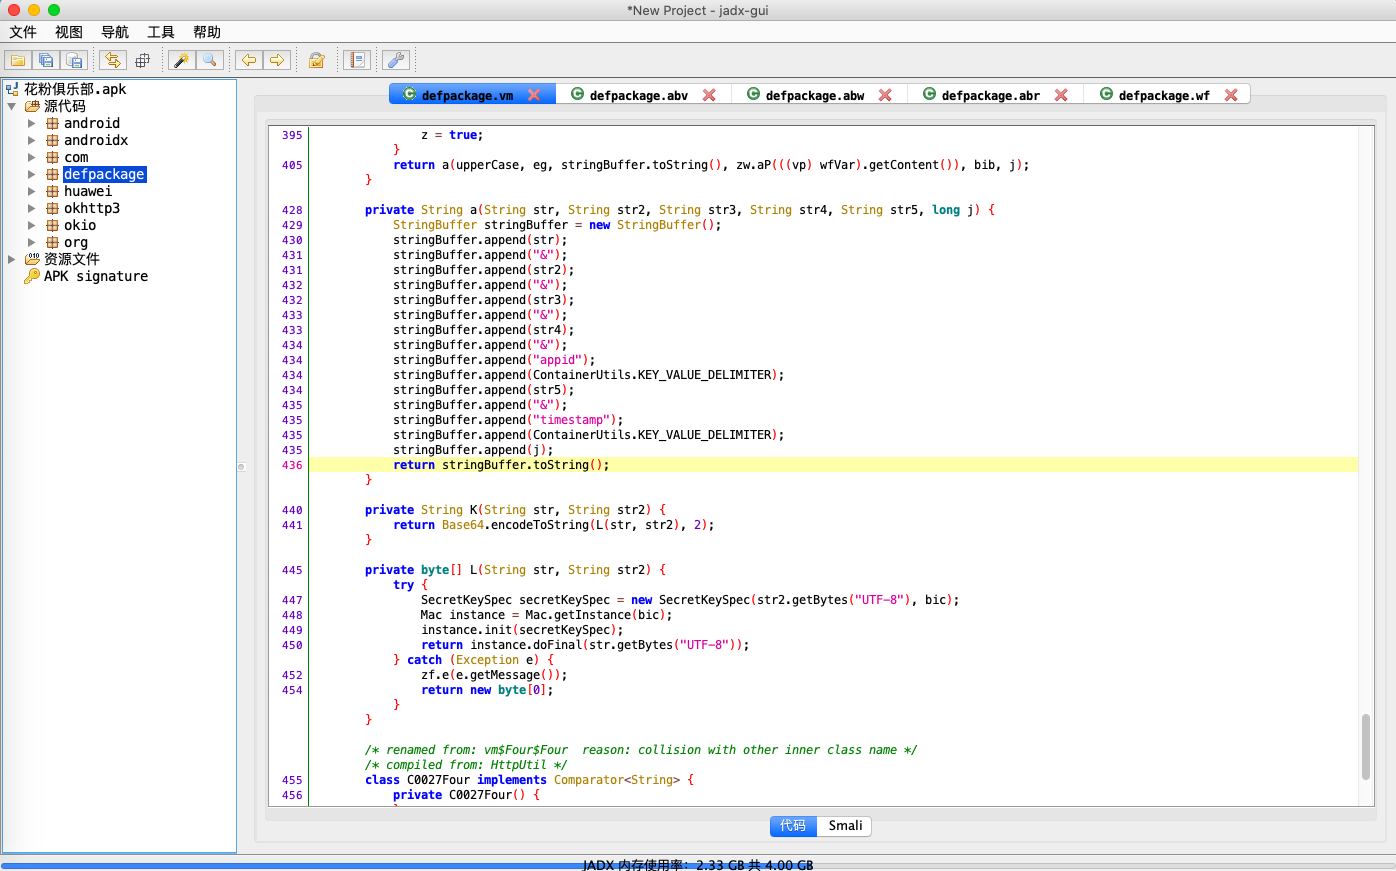 *New Project - jadx-gui
文件 视图 导航 工具 帮助
花粉俱乐部.apk
源代码
android
androidx
com
defpackage
huawei
okhttp3
okio
org
资源文件
APK signature
defpackage.vm defpackage.abv defpackage.abw defpackage.abr defpackage.wf
395 z = true;
}
405 return a(upperCase, eg, stringBuffer.toString(), zw.aP(((vp) wfVar).getContent()), bib, j);
}
428 private String a(String str, String str2, String str3, String str4, String str5, long j) {
429 StringBuffer stringBuffer = new StringBuffer();
430 stringBuffer.append(str);
431 stringBuffer.append("&");
431 stringBuffer.append(str2);
432 stringBuffer.append("&");
432 stringBuffer.append(str3);
433 stringBuffer.append("&");
433 stringBuffer.append(str4);
434 stringBuffer.append("&");
434 stringBuffer.append("appid");
434 stringBuffer.append(ContainerUtils.KEY_VALUE_DELIMITER);
434 stringBuffer.append(str5);
435 stringBuffer.append("&");
435 stringBuffer.append("timestamp");
435 stringBuffer.append(ContainerUtils.KEY_VALUE_DELIMITER);
435 stringBuffer.append(j);
436 return stringBuffer.toString();
}
440 private String K(String str, String str2) {
441 return Base64.encodeToString(L(str, str2), 2);
}
445 private byte[] L(String str, String str2) {
try {
447 SecretKeySpec secretKeySpec = new SecretKeySpec(str2.getBytes("UTF-8"), bic);
448 Mac instance = Mac.getInstance(bic);
449 instance.init(secretKeySpec);
450 return instance.doFinal(str.getBytes("UTF-8"));
} catch (Exception e) {
452 zf.e(e.getMessage());
454 return new byte[0];
}
}
/* renamed from: vm$Four$Four  reason: collision with other inner class name */
/* compiled from: HttpUtil */
455 class C0027Four implements Comparator<String> {
456 private C0027Four() {
代码 Smali
JADX 内存使用率: 2.33 GB 共 4.00 GB